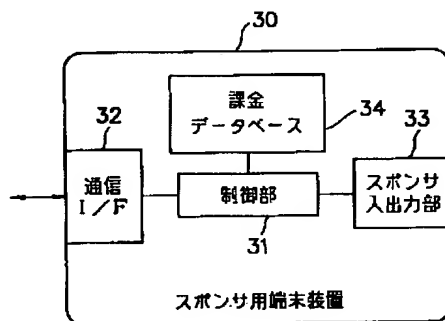 30
課金
データベース
34
32
通信
I/F
制御部
31
33
スポンサ
入出力部
スポンサ用端末装置